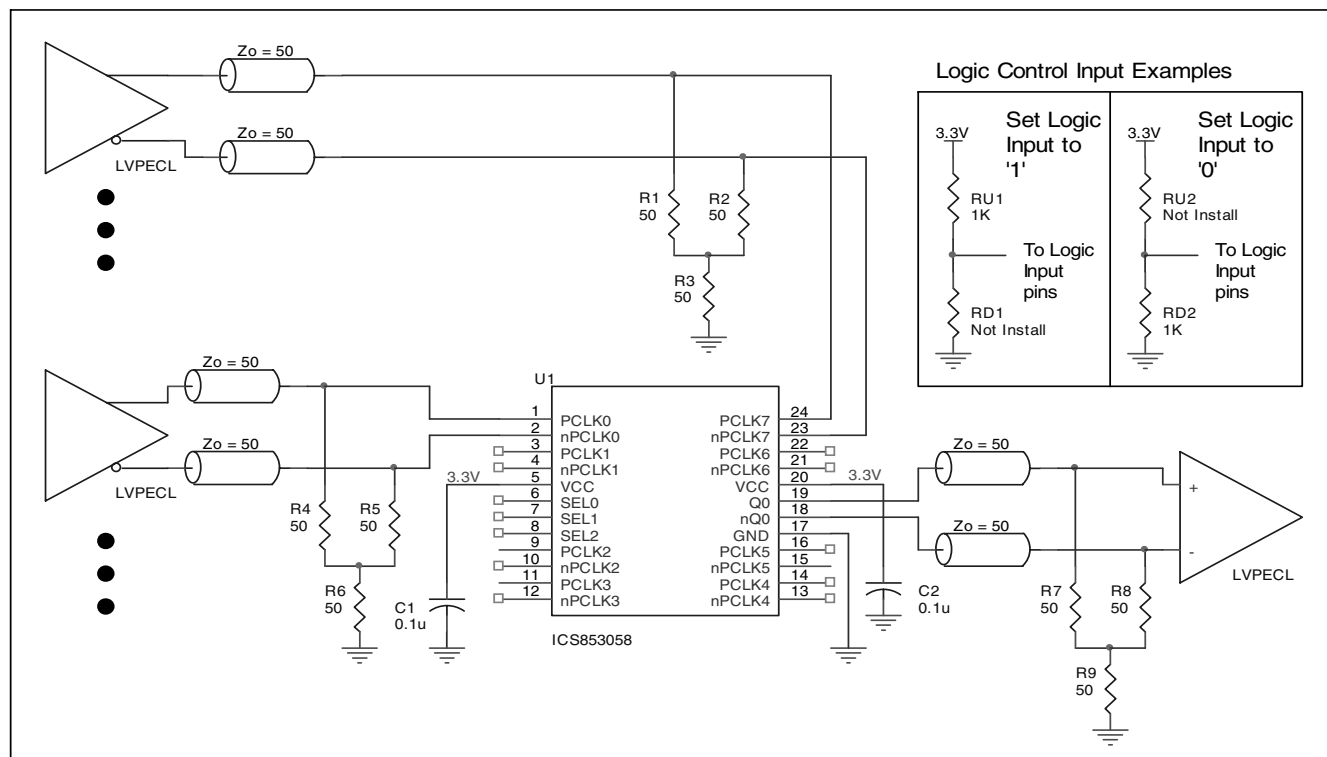 Zo = 50
Zo = 50
LVPECL
R1
50
R2
50
R3
50
Logic Control Input Examples
3.3V
Set Logic
Input to
'1'
RU1
1K
To Logic
Input
pins
RD1
Not Install
3.3V
Set Logic
Input to
'0'
RU2
Not Install
To Logic
Input
pins
RD2
1K
Zo = 50
Zo = 50
LVPECL
R4
50
R5
50
R6
50
3.3V
C1
0.1u
U1
1 PCLK0
2 nPCLK0
3 PCLK1
4 nPCLK1
5 VCC
6 SEL0
7 SEL1
8 SEL2
9 PCLK2
10 nPCLK2
11 PCLK3
12 nPCLK3
PCLK7 24
nPCLK7 23
PCLK6 22
nPCLK6 21
VCC 20
Q0 19
nQ0 18
GND 17
PCLK5 16
nPCLK5 15
PCLK4 14
nPCLK4 13
ICS853058
3.3V
C2
0.1u
Zo = 50
Zo = 50
+
-
LVPECL
R7
50
R8
50
R9
50